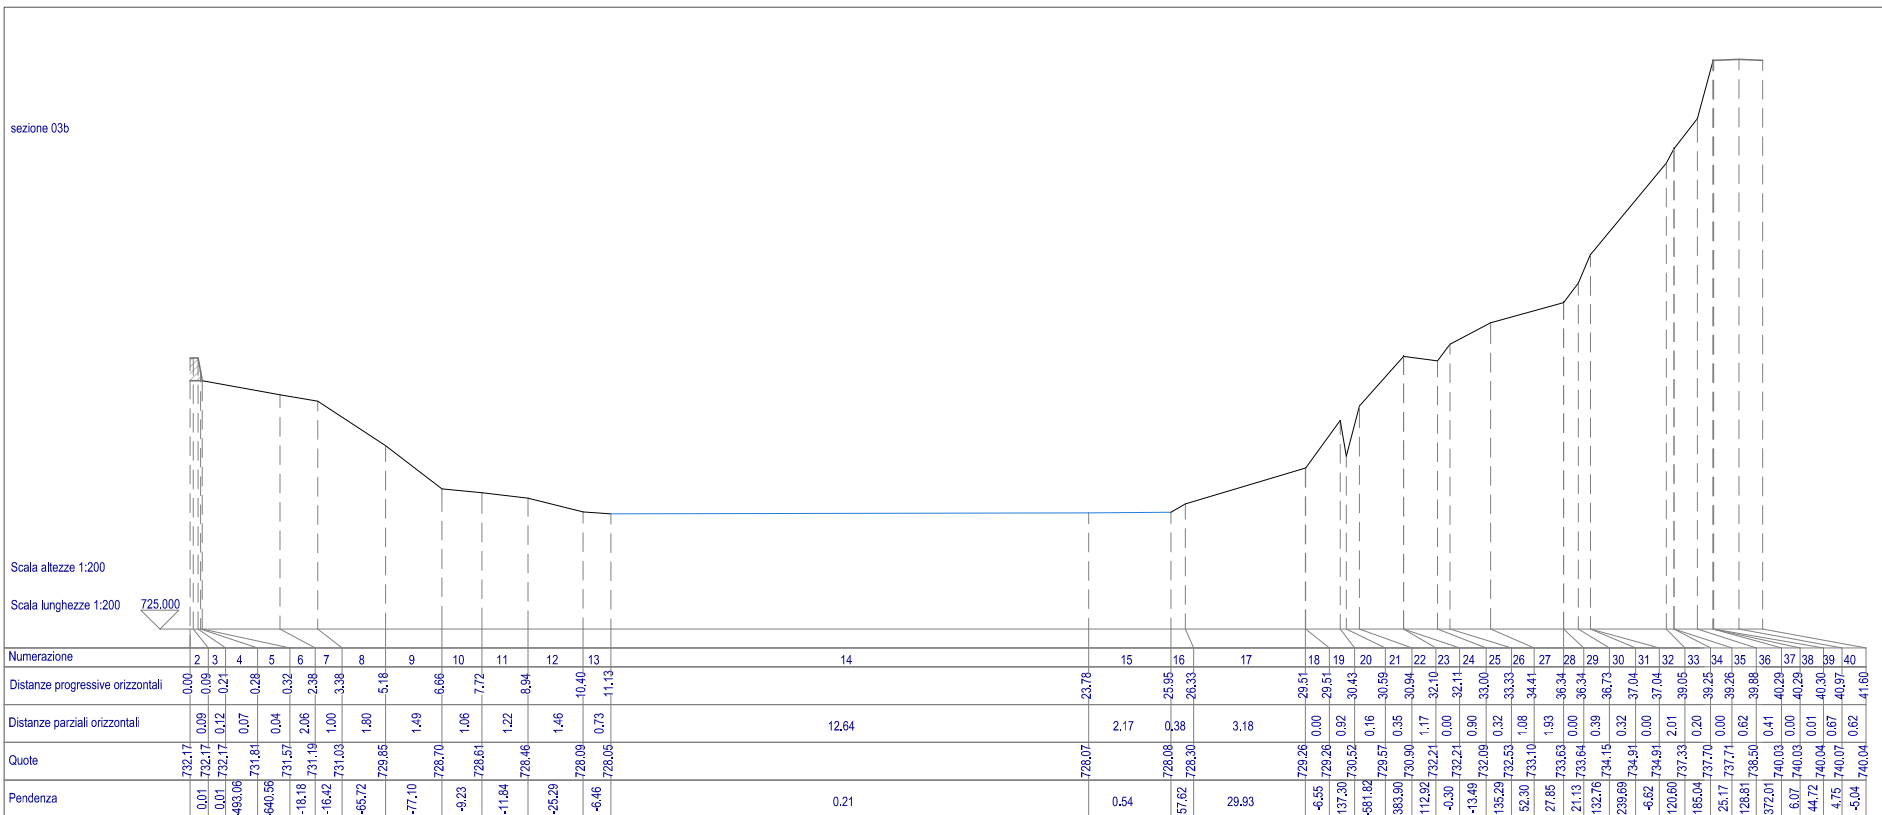 sezione 03b
Scala altezze 1:200
Scala lunghezze 1:200 725.000
Numerazione 2 3 4 5 6 7 8 9 10 11 12 13 14 15 16 17 18 19 20 21 22 23 24 25 26 27 28 29 30 31 32 33 34 35 36 37 38 39 40
Distanze progressive orizzontali 0.00 0.09 0.21 0.28 0.32 2.38 3.38 5.18 6.66 7.72 8.94 10.40 11.13 23.78 25.95 26.33 29.51 29.51 30.43 30.59 30.94 32.10 32.11 33.00 33.33 34.41 36.34 36.34 36.73 37.04 37.04 39.05 39.25 39.26 39.88 40.29 40.29 40.30 40.97 41.60
Distanze parziali orizzontali 0.09 0.12 0.07 0.04 2.06 1.00 1.80 1.49 1.06 1.22 1.46 0.73 12.64 2.17 0.38 3.18 0.00 0.92 0.16 0.35 1.17 0.00 0.90 0.32 1.08 1.93 0.00 0.39 0.32 0.00 2.01 0.20 0.00 0.62 0.41 0.00 0.01 0.67 0.62
Quote 732.17 732.17 732.17 731.81 731.57 731.19 731.03 729.85 728.70 728.61 728.46 728.09 728.05 728.07 728.08 728.30 729.26 729.26 730.52 729.57 730.90 732.21 732.21 732.09 732.53 733.10 733.63 733.64 734.15 734.91 734.91 737.33 737.70 737.71 738.50 740.03 740.03 740.04 740.07 740.04
Pendenza 0.01 0.01 493.06 640.56 -18.18 -16.42 -65.72 -77.10 -9.23 -11.84 -25.29 -6.46 0.21 0.54 57.62 29.93 -6.55 137.30 -581.82 383.90 112.92 -0.30 -13.49 135.29 52.30 27.85 21.13 132.76 239.69 -6.62 120.60 185.04 25.17 128.81 372.01 6.07 44.72 4.75 -5.04